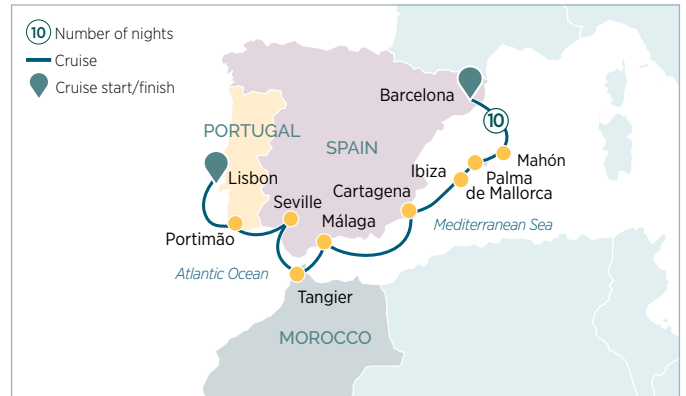 10 Number of nights
Cruise
Cruise start/finish
Barcelona
10
PORTUGAL
SPAIN
Mahón
Ibiza
Palma
de Mallorca
Lisbon
Cartagena
Seville
Málaga
Mediterranean Sea
Portimão
Atlantic Ocean
Tangier
MOROCCO